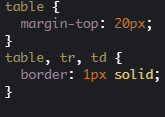 table {
  margin-top: 20px;
}
table, tr, td {
  border: 1px solid;
}